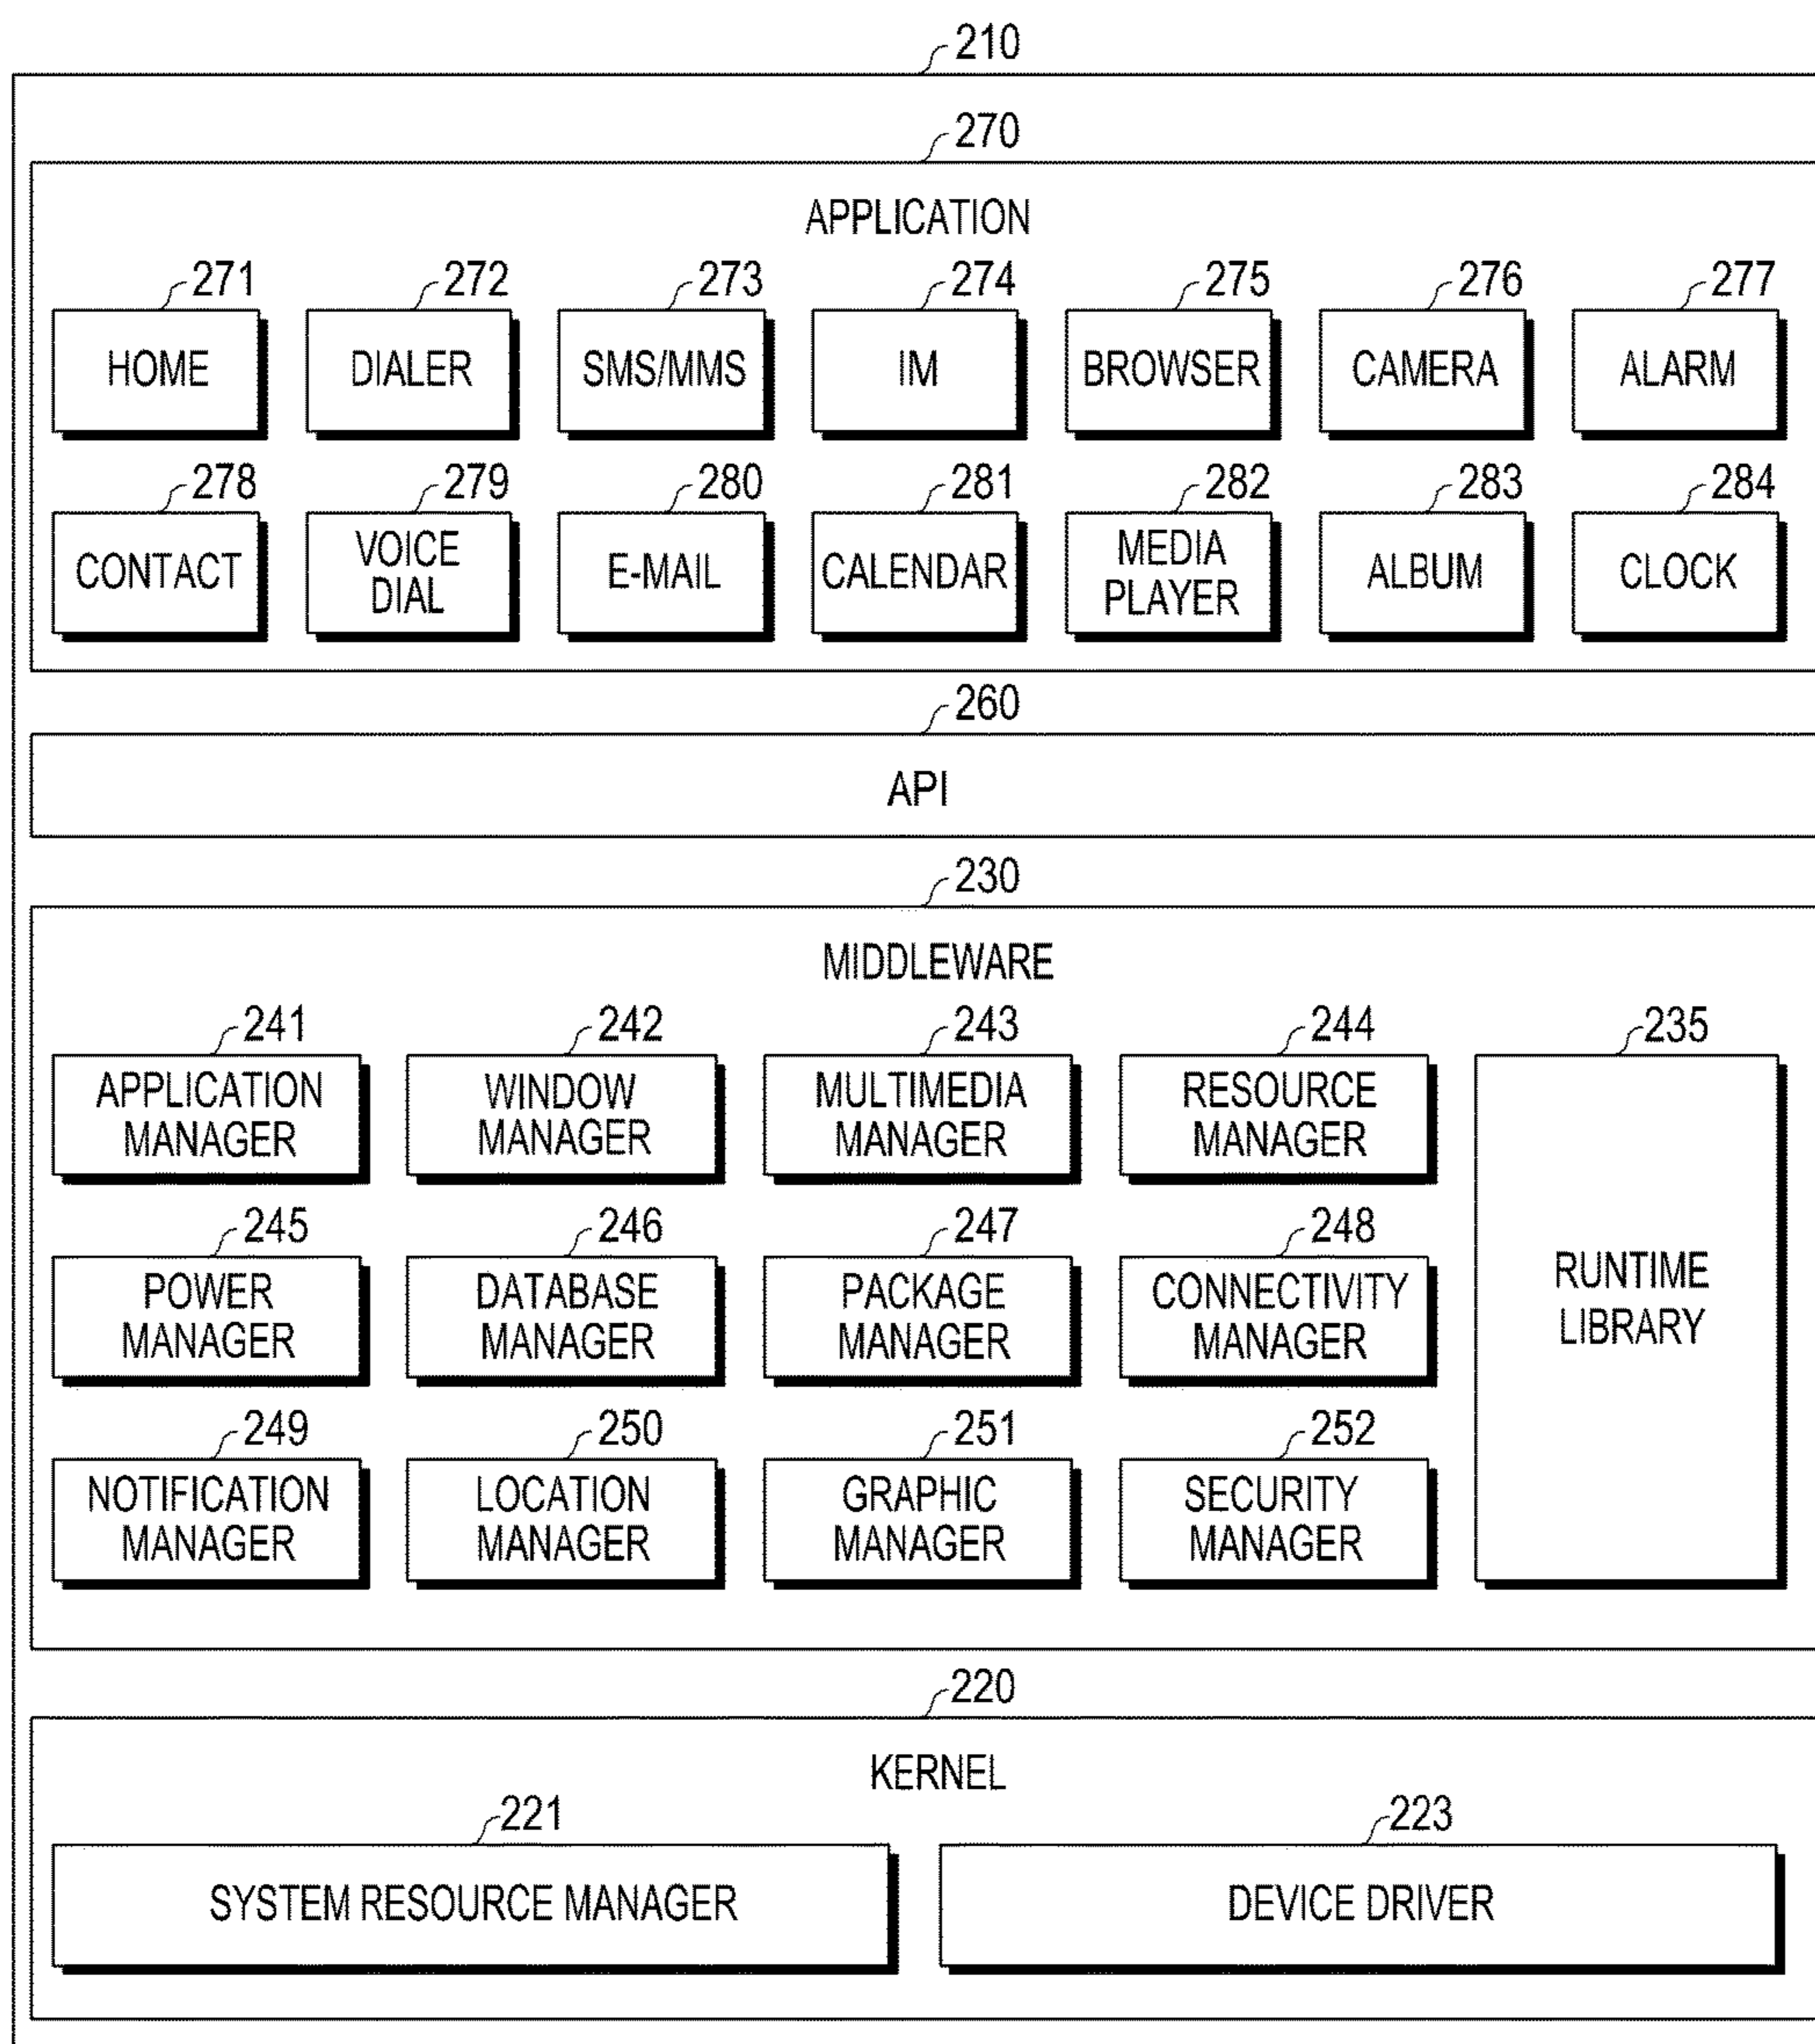 210
270
APPLICATION
271 272 273 274 275 276 277
HOME DIALER SMS/MMS IM BROWSER CAMERA ALARM
278 279 280 281 282 283 284
CONTACT VOICE DIAL E-MAIL CALENDAR MEDIA PLAYER ALBUM CLOCK
260
API
230
MIDDLEWARE
241 242 243 244 235
APPLICATION MANAGER WINDOW MANAGER MULTIMEDIA MANAGER RESOURCE MANAGER
245 246 247 248
POWER MANAGER DATABASE MANAGER PACKAGE MANAGER CONNECTIVITY MANAGER RUNTIME LIBRARY
249 250 251 252
NOTIFICATION MANAGER LOCATION MANAGER GRAPHIC MANAGER SECURITY MANAGER
220
KERNEL
221 223
SYSTEM RESOURCE MANAGER DEVICE DRIVER